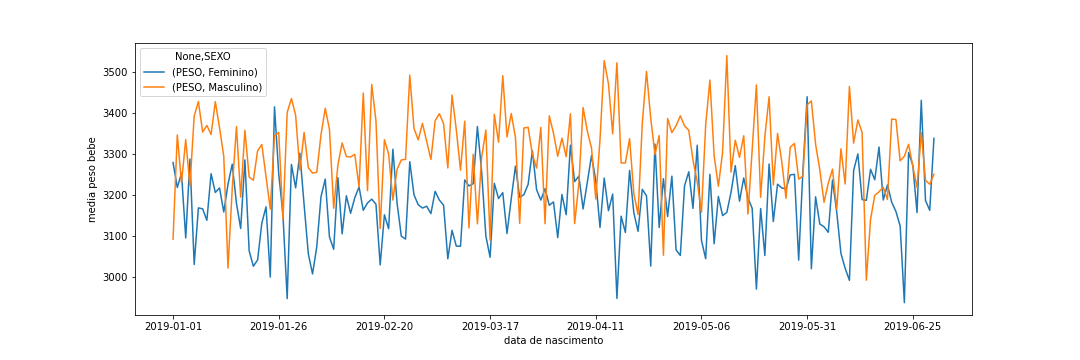 None,SEXO
(PESO, Feminino)
(PESO, Masculino)
media peso bebe
3500
3400
3300
3200
3100
3000
2019-01-01 2019-01-26 2019-02-20 2019-03-17 2019-04-11 2019-05-06 2019-05-31 2019-06-25
data de nascimento